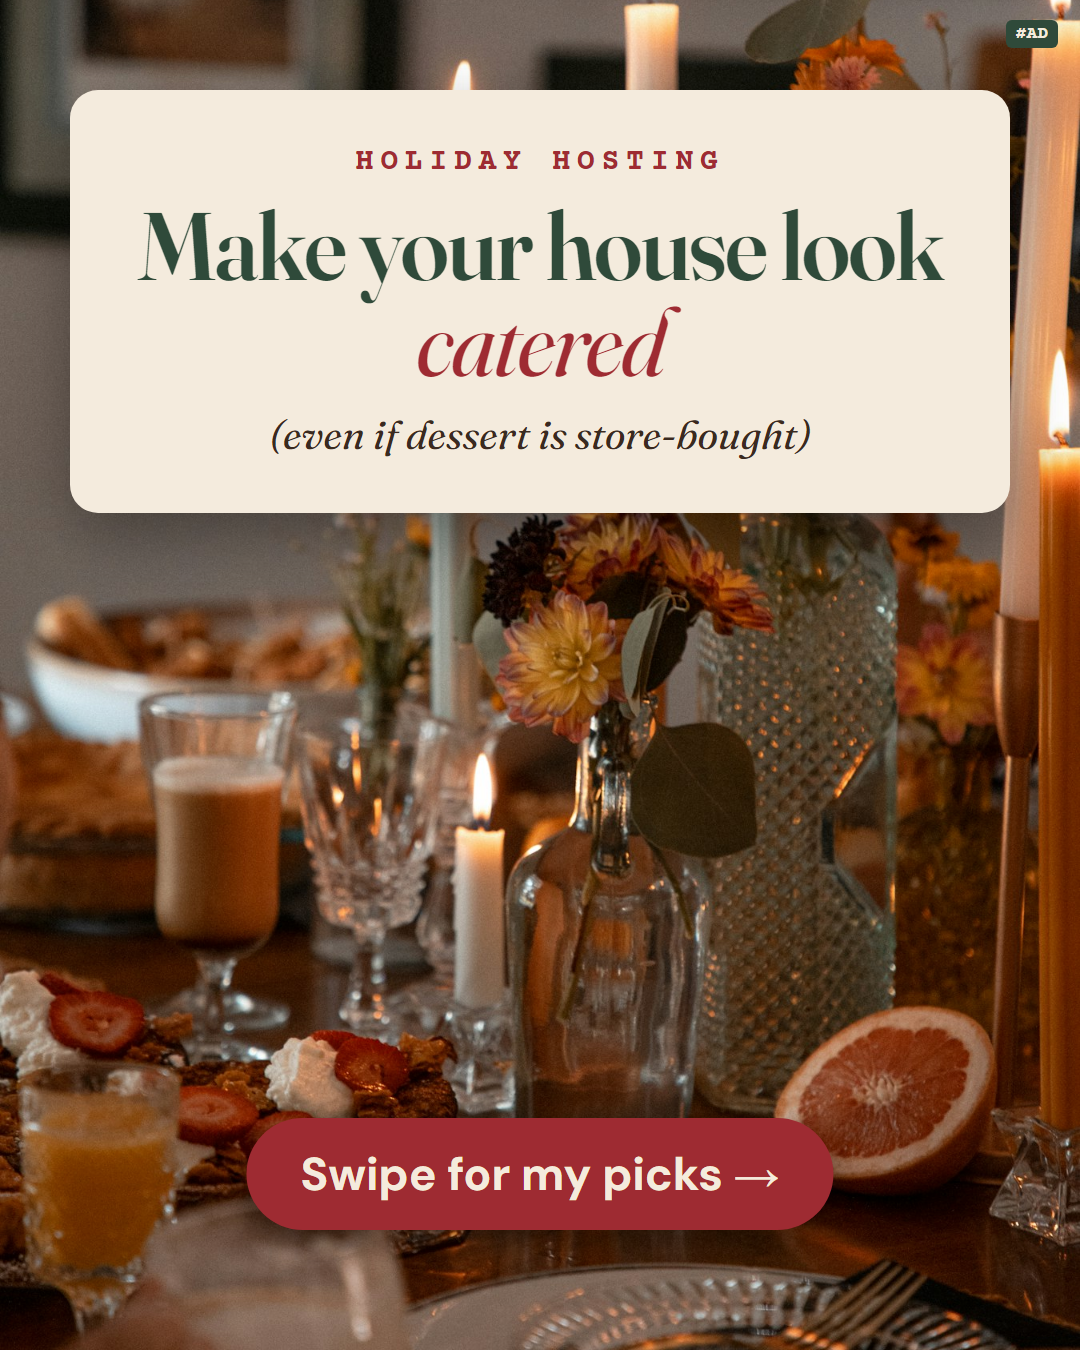 #AD
HOLIDAY HOSTING
Make your house look
catered
(even if dessert is store-bought)
Swipe for my picks →